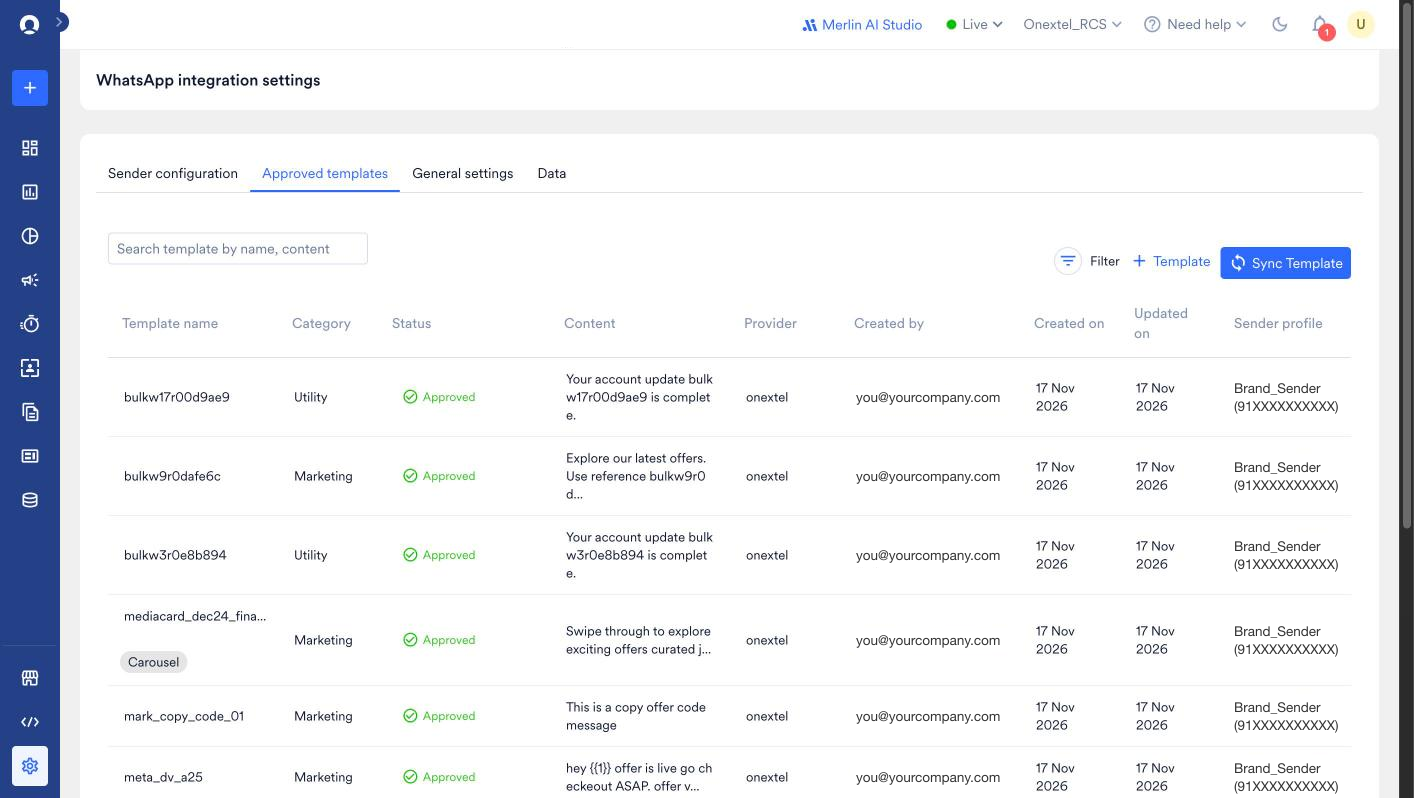 Merlin AI Studio
Live
Onextel_RCS
Need help
1
U
WhatsApp integration settings
Sender configuration
Approved templates
General settings
Data
Search template by name, content
Filter
+ Template
Sync Template
Template name
Category
Status
Content
Provider
Created by
Created on
Updated
on
Sender profile
bulkw17r00d9ae9
Utility
Approved
Your account update bulk
w17r00d9ae9 is complet
e.
onextel
you@yourcompany.com
17 Nov
2026
17 Nov
2026
Brand_Sender
(91XXXXXXXXXX)
bulkw9r0dafe6c
Marketing
Approved
Explore our latest offers.
Use reference bulkw9r0
d...
onextel
you@yourcompany.com
17 Nov
2026
17 Nov
2026
Brand_Sender
(91XXXXXXXXXX)
bulkw3r0e8b894
Utility
Approved
Your account update bulk
w3r0e8b894 is complet
e.
onextel
you@yourcompany.com
17 Nov
2026
17 Nov
2026
Brand_Sender
(91XXXXXXXXXX)
mediacard_dec24_fina...
Carousel
Marketing
Approved
Swipe through to explore
exciting offers curated j...
onextel
you@yourcompany.com
17 Nov
2026
17 Nov
2026
Brand_Sender
(91XXXXXXXXXX)
mark_copy_code_01
Marketing
Approved
This is a copy offer code
message
onextel
you@yourcompany.com
17 Nov
2026
17 Nov
2026
Brand_Sender
(91XXXXXXXXXX)
meta_dv_a25
Marketing
Approved
hey {{1}} offer is live go ch
eckeout ASAP. offer v...
onextel
you@yourcompany.com
17 Nov
2026
17 Nov
2026
Brand_Sender
(91XXXXXXXXXX)